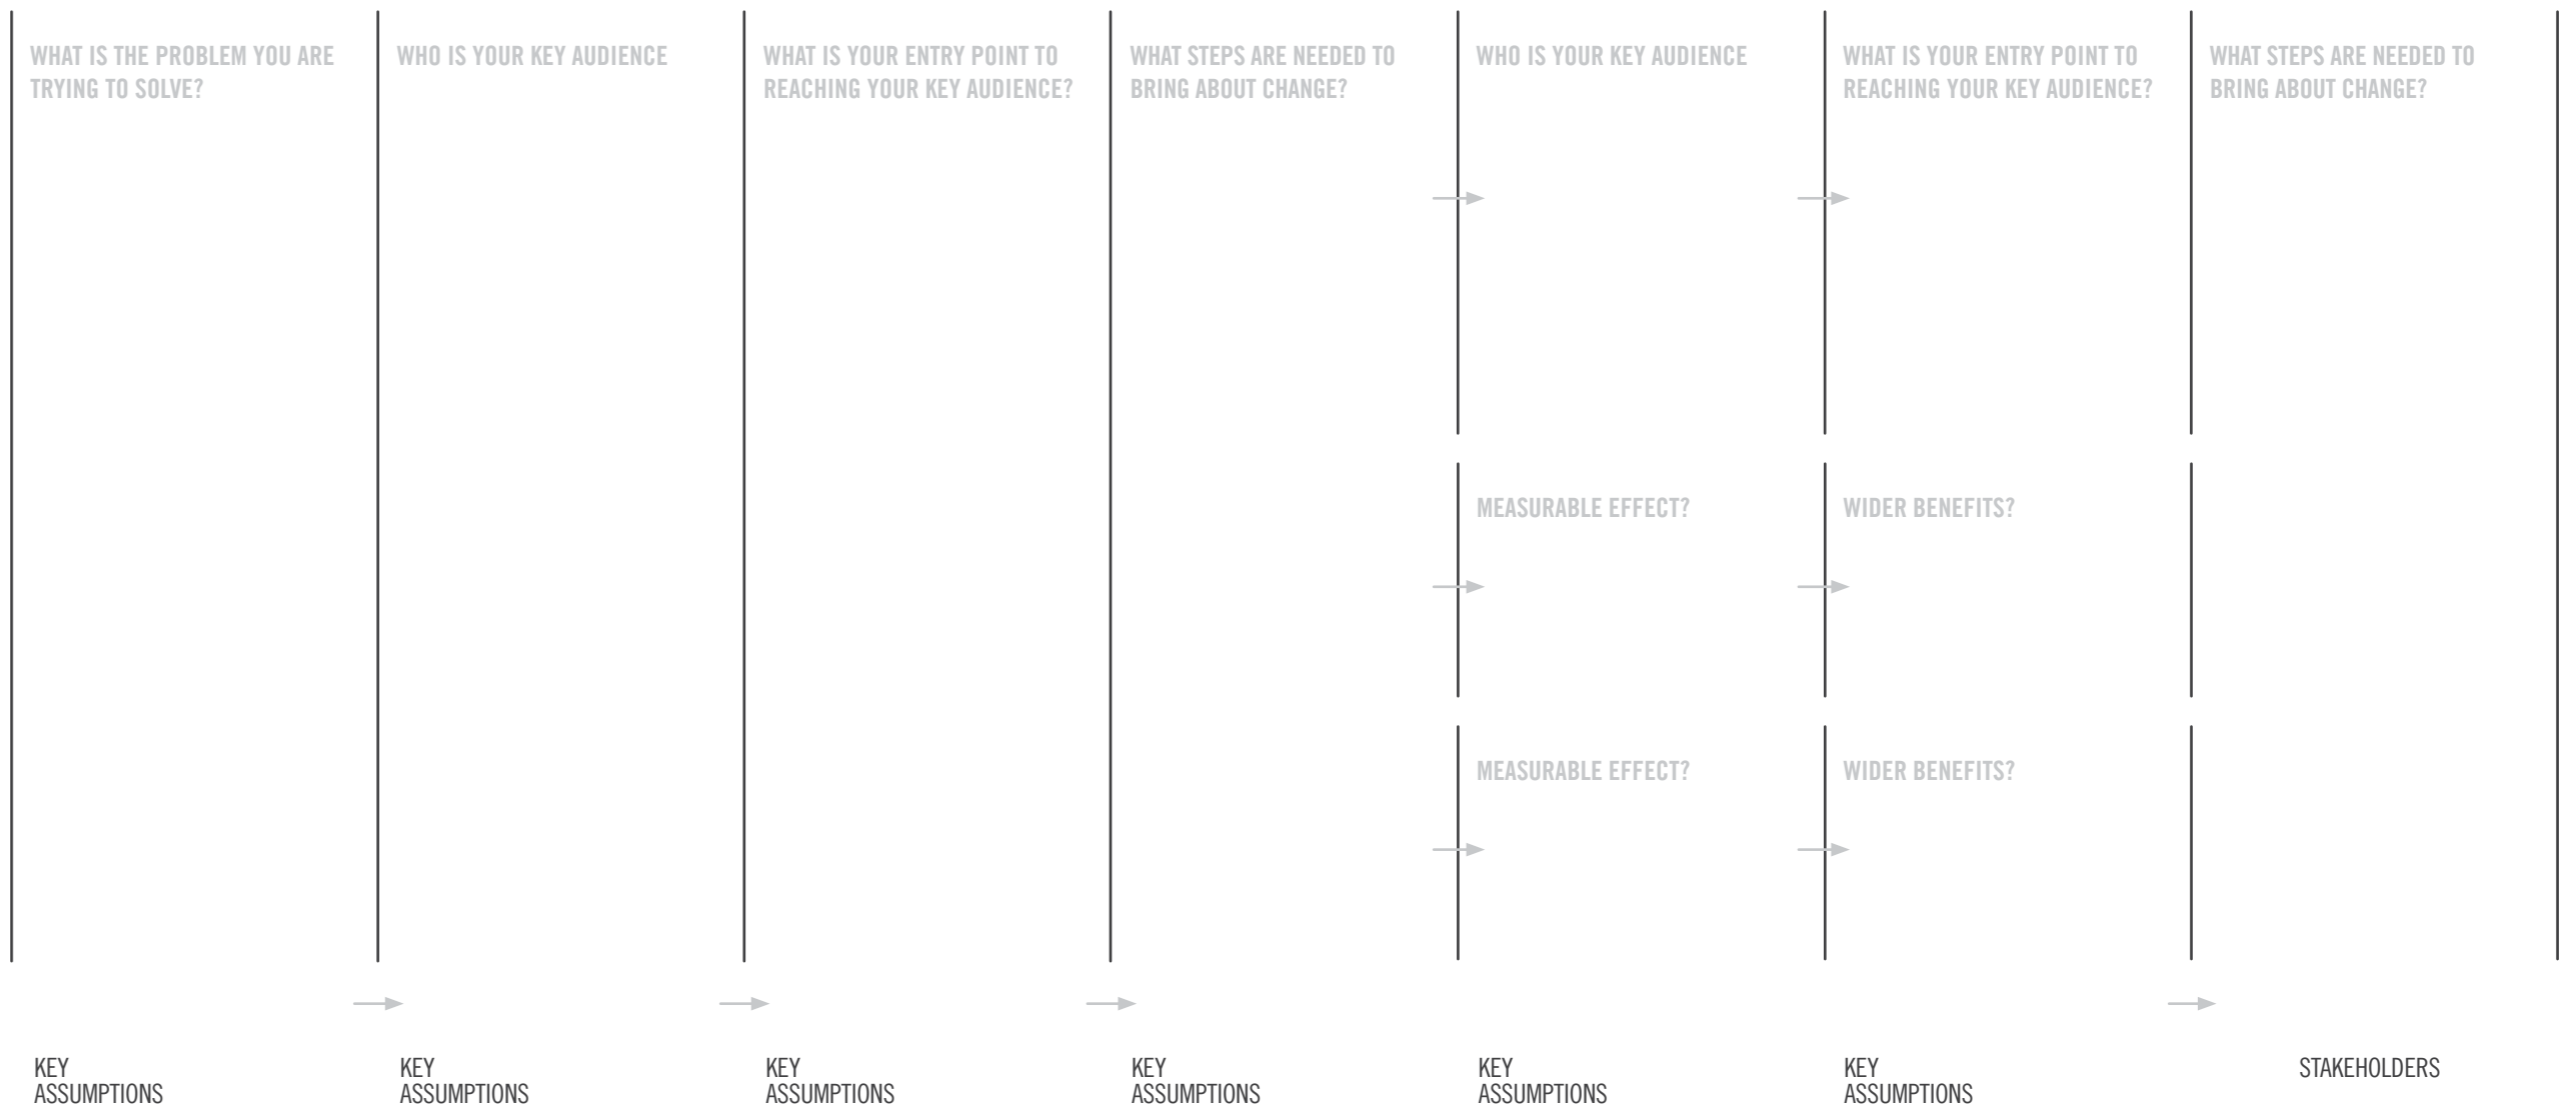 WHAT IS THE PROBLEM YOU ARE
TRYING TO SOLVE?
WHO IS YOUR KEY AUDIENCE
WHAT IS YOUR ENTRY POINT TO
REACHING YOUR KEY AUDIENCE?
WHAT STEPS ARE NEEDED TO
BRING ABOUT CHANGE?
WHO IS YOUR KEY AUDIENCE
WHAT IS YOUR ENTRY POINT TO
REACHING YOUR KEY AUDIENCE?
WHAT STEPS ARE NEEDED TO
BRING ABOUT CHANGE?
MEASURABLE EFFECT?
WIDER BENEFITS?
MEASURABLE EFFECT?
WIDER BENEFITS?
KEY
ASSUMPTIONS
KEY
ASSUMPTIONS
KEY
ASSUMPTIONS
KEY
ASSUMPTIONS
KEY
ASSUMPTIONS
KEY
ASSUMPTIONS
STAKEHOLDERS